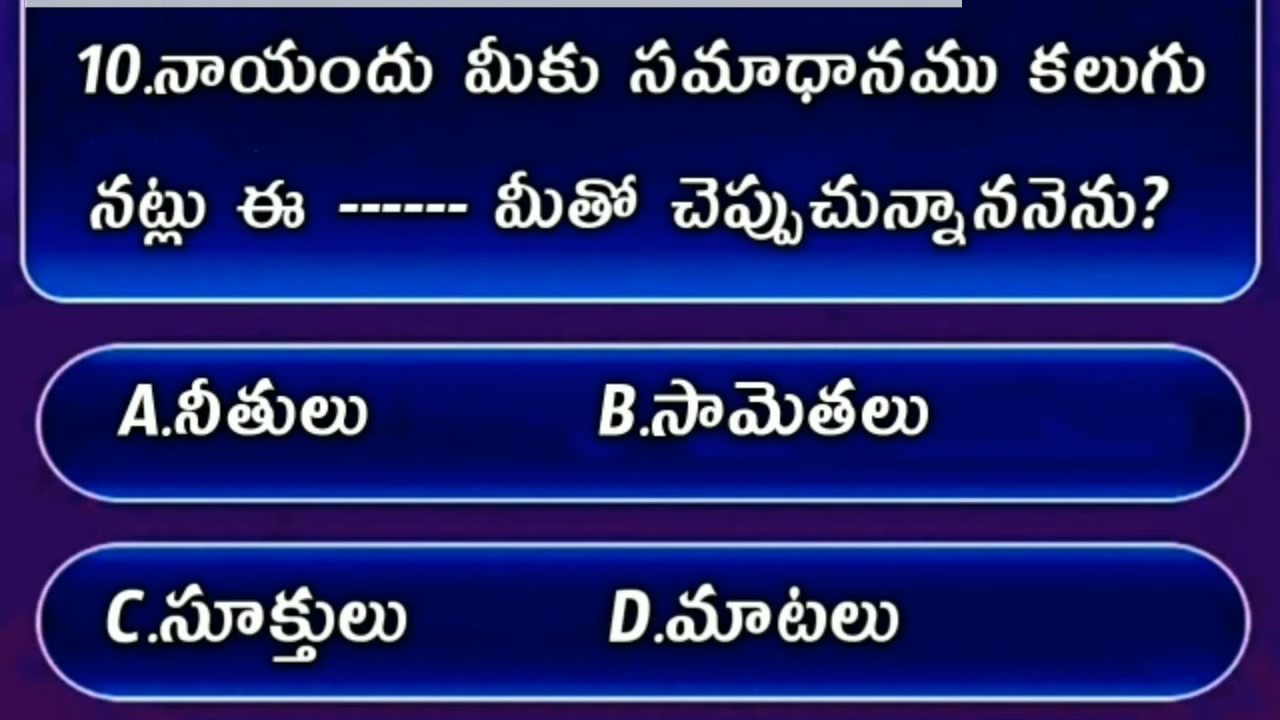 10.నాయందు మీకు సమాధానము కలుగు
నట్లు ఈ ------ మీతో చెప్పుచున్నాననెను?
A.నీతులు B.సామెతలు
C.సూక్తులు D.మాటలు